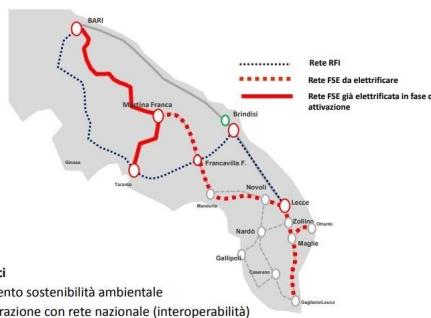 BARI
Rete RFI
Rete FSE da elettrificare
Rete FSE già elettrificata in fase d
attivazione
Martina Franca
Brindisi
Ginosa
Francavilla F.
Taranto
Novoli
Manduria
Lecce
Zollino
Otranto
Nardò
Maglie
Gallipoli
Casarano
Gagliano/Leuca
ci
ento sostenibilità ambientale
razione con rete nazionale (interoperabilità)